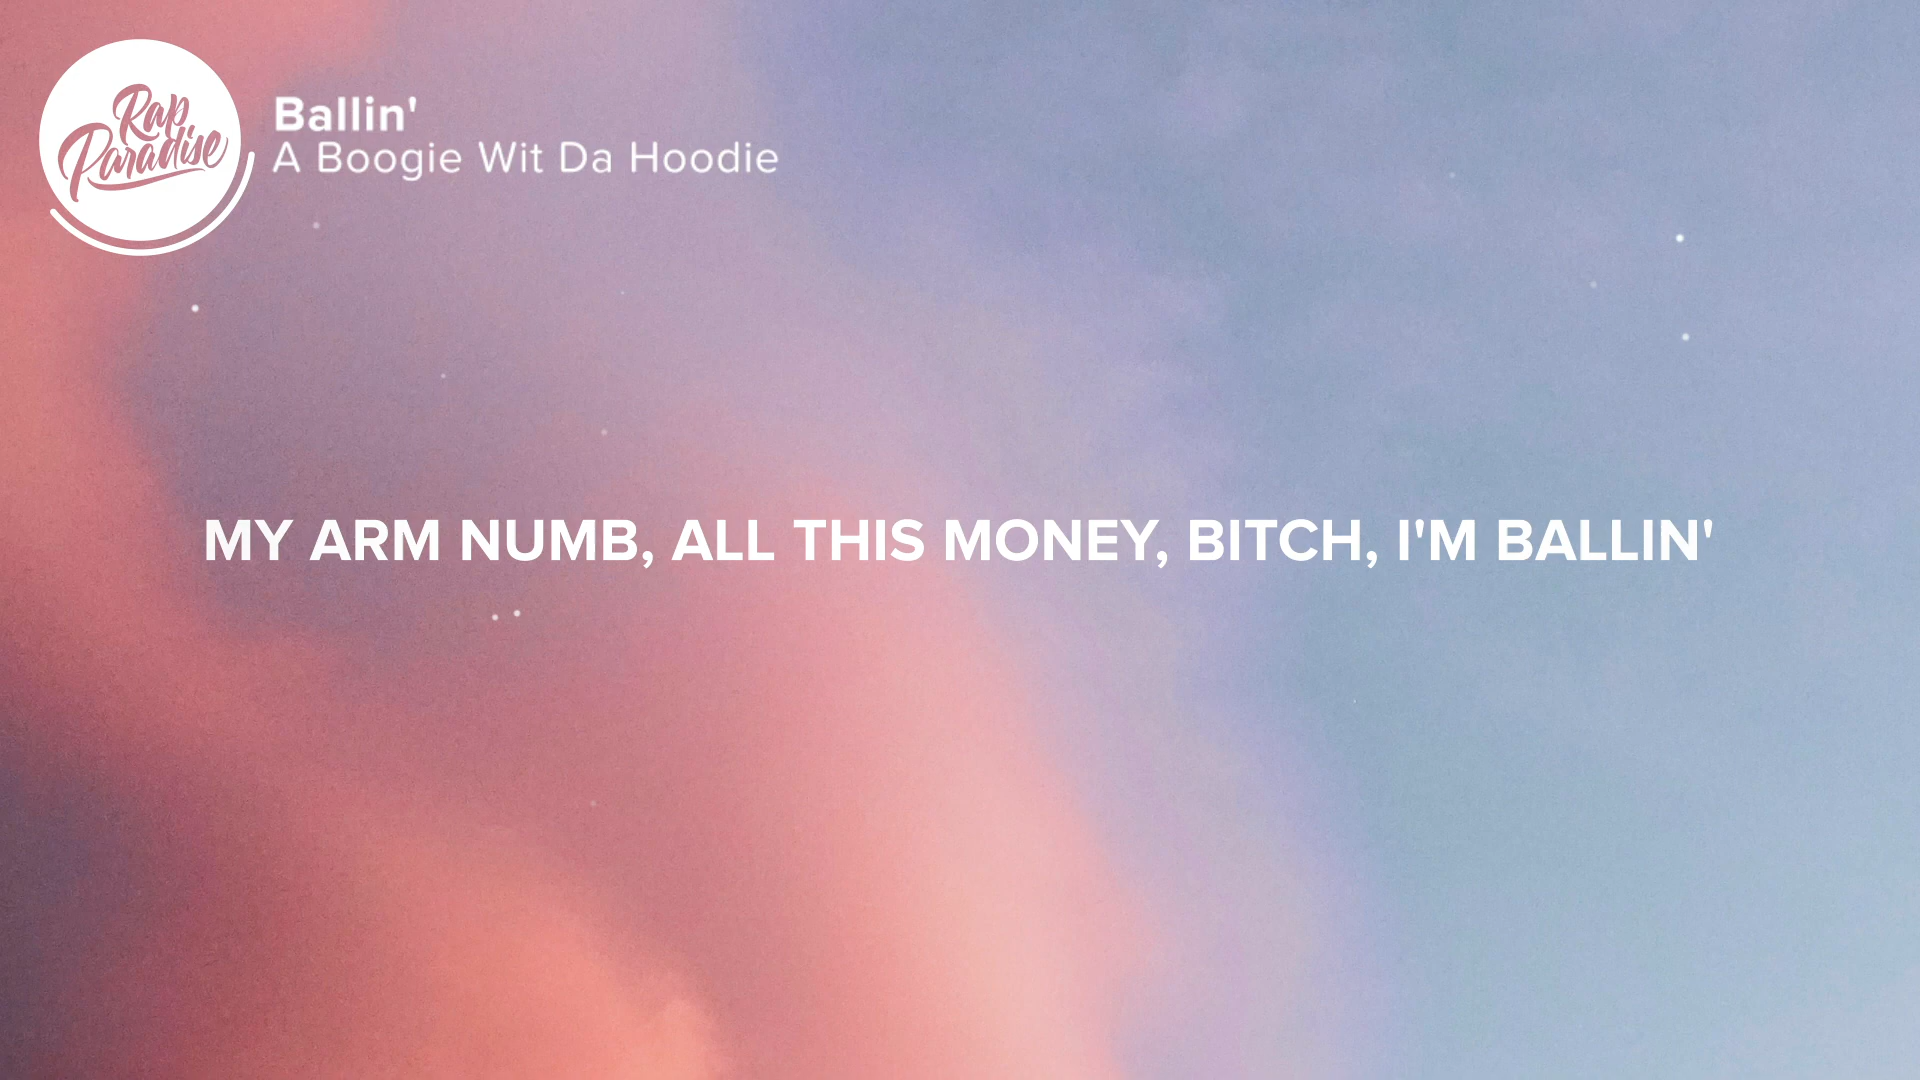 Rap
Paradise
Ballin'
A Boogie Wit Da Hoodie
MY ARM NUMB, ALL THIS MONEY, BITCH, I'M BALLIN'